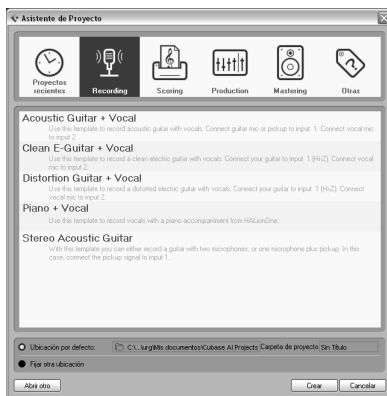 Asistente de Proyecto
Proyectos
recientes
Recording
Scoring
Production
Mastering
Otras
Acoustic Guitar + Vocal
Use this template to record acoustic guitar with vocals. Connect guitar mic or pickup to input 1. Connect vocal mic
to input 2.
Clean E-Guitar + Vocal
Use this template to record a clean electric guitar with vocals. Connect your guitar to input 1 (Hi-Z). Connect vocal
mic to input 2.
Distortion Guitar + Vocal
Use this template to record a distorted electric guitar with vocals. Connect your guitar to input 1 (Hi-Z). Connect
vocal mic to input 2.
Piano + Vocal
Use this template to record vocals with a piano accompaniment from HALionOne.
Stereo Acoustic Guitar
With this template you can either record a guitar with two microphones, or one microphone plus pickup. In this
case, connect the pickup signal to input 1.
Ubicación por defecto: C:\...\urg\Mis documentos\Cubase AI Projects Carpeta de proyecto Sin Título
Fijar otra ubicación
Abrir otro Crear Cancelar